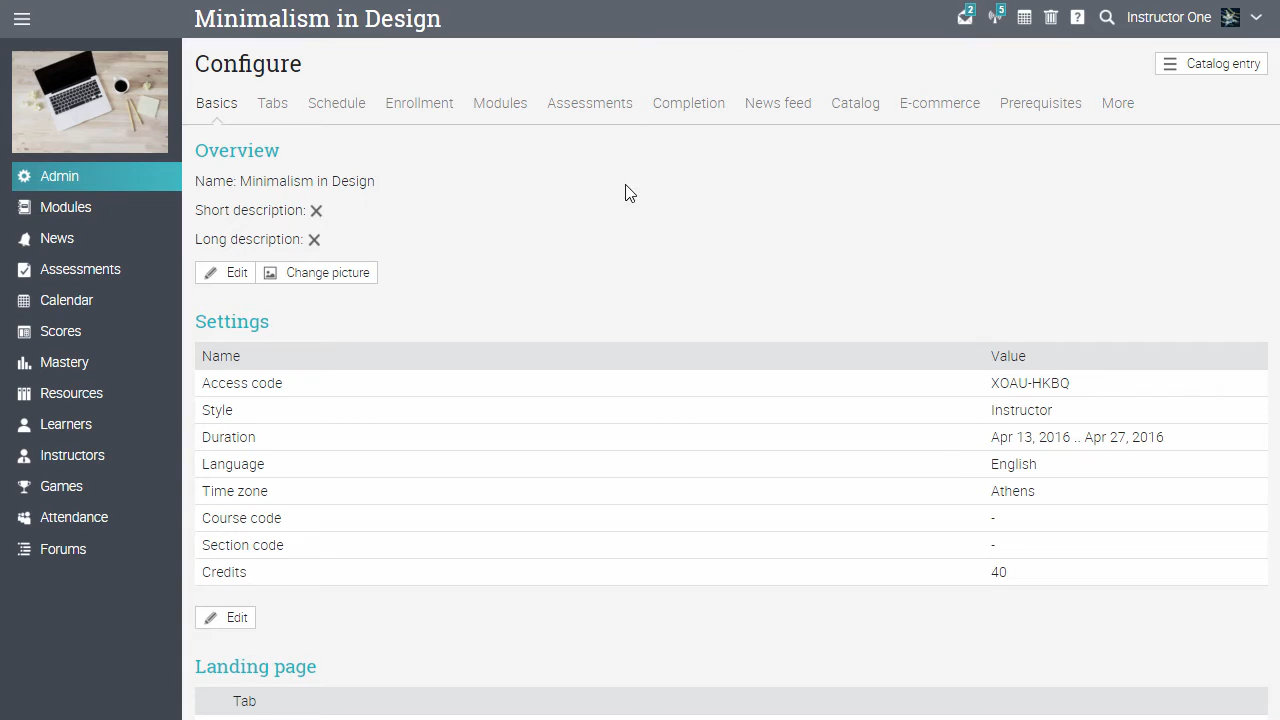 Minimalism in Design
2
5
?
Instructor One
Configure
Catalog entry
Basics Tabs Schedule Enrollment Modules Assessments Completion News feed Catalog E-commerce Prerequisites More
Admin
Modules
News
Assessments
Calendar
Scores
Mastery
Resources
Learners
Instructors
Games
Attendance
Forums
Overview
Name: Minimalism in Design
Short description:
Long description:
Edit Change picture
Settings
Name Value
Access code XOAU-HKBQ
Style Instructor
Duration Apr 13, 2016 .. Apr 27, 2016
Language English
Time zone Athens
Course code -
Section code -
Credits 40
Edit
Landing page
Tab